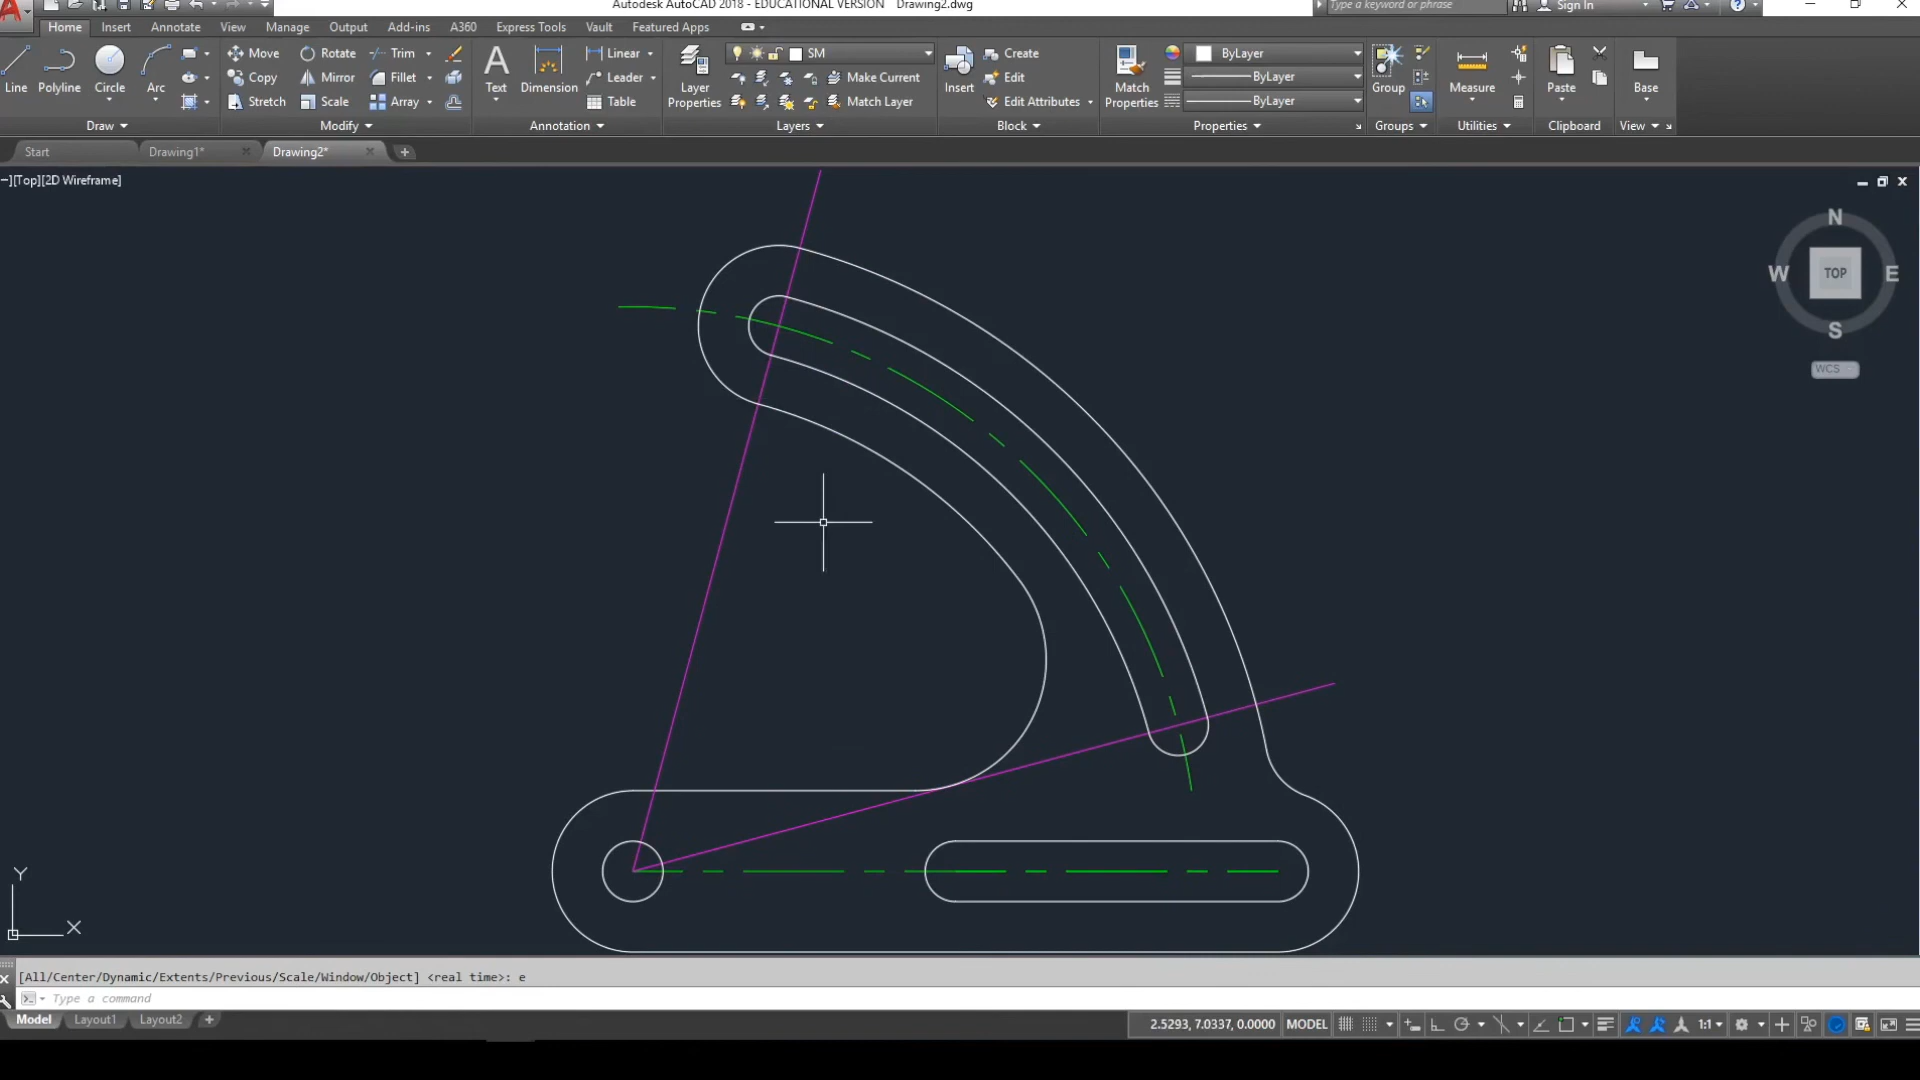 Autodesk AutoCAD 2018 - EDUCATIONAL VERSION Drawing2.dwg
Type a keyword or phrase
Sign In
Home Insert Annotate View Manage Output Add-ins A360 Express Tools Vault Featured Apps
Line Polyline Circle Arc
Move Rotate Trim
Copy Mirror Fillet
Stretch Scale Array
Text Dimension
Linear
Leader
Table
Layer Properties
SM
Make Current
Match Layer
Insert
Create
Edit
Edit Attributes
Match Properties
ByLayer
ByLayer
ByLayer
Group
Measure
Paste
Base
Draw Modify Annotation Layers Block Properties Groups Utilities Clipboard View
Start Drawing1* Drawing2*
−][Top][2D Wireframe]
N
W TOP E
S
WCS
Y
X
[All/Center/Dynamic/Extents/Previous/Scale/Window/Object] <real time>: e
Type a command
Model Layout1 Layout2
2.5293, 7.0337, 0.0000 MODEL 1:1